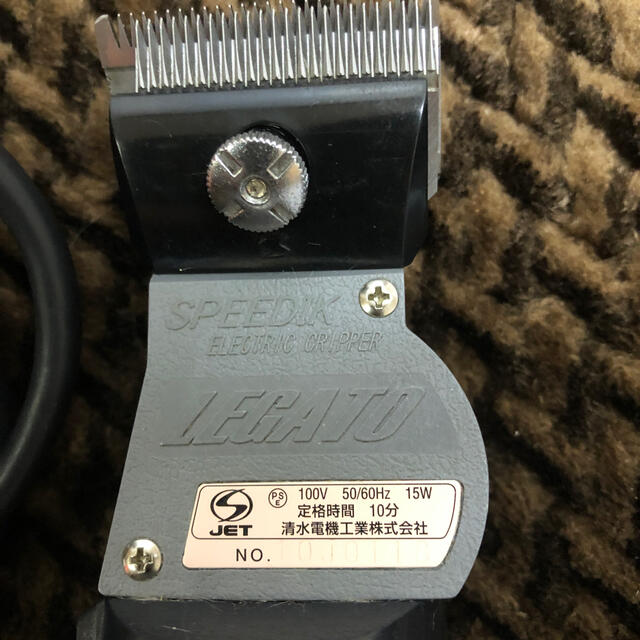 SPEEDIK
ELECTRIC CRIPPER
LEGATO
PSE 100V 50/60Hz 15W
JET 定格時間 10分
清水電機工業株式会社
NO.